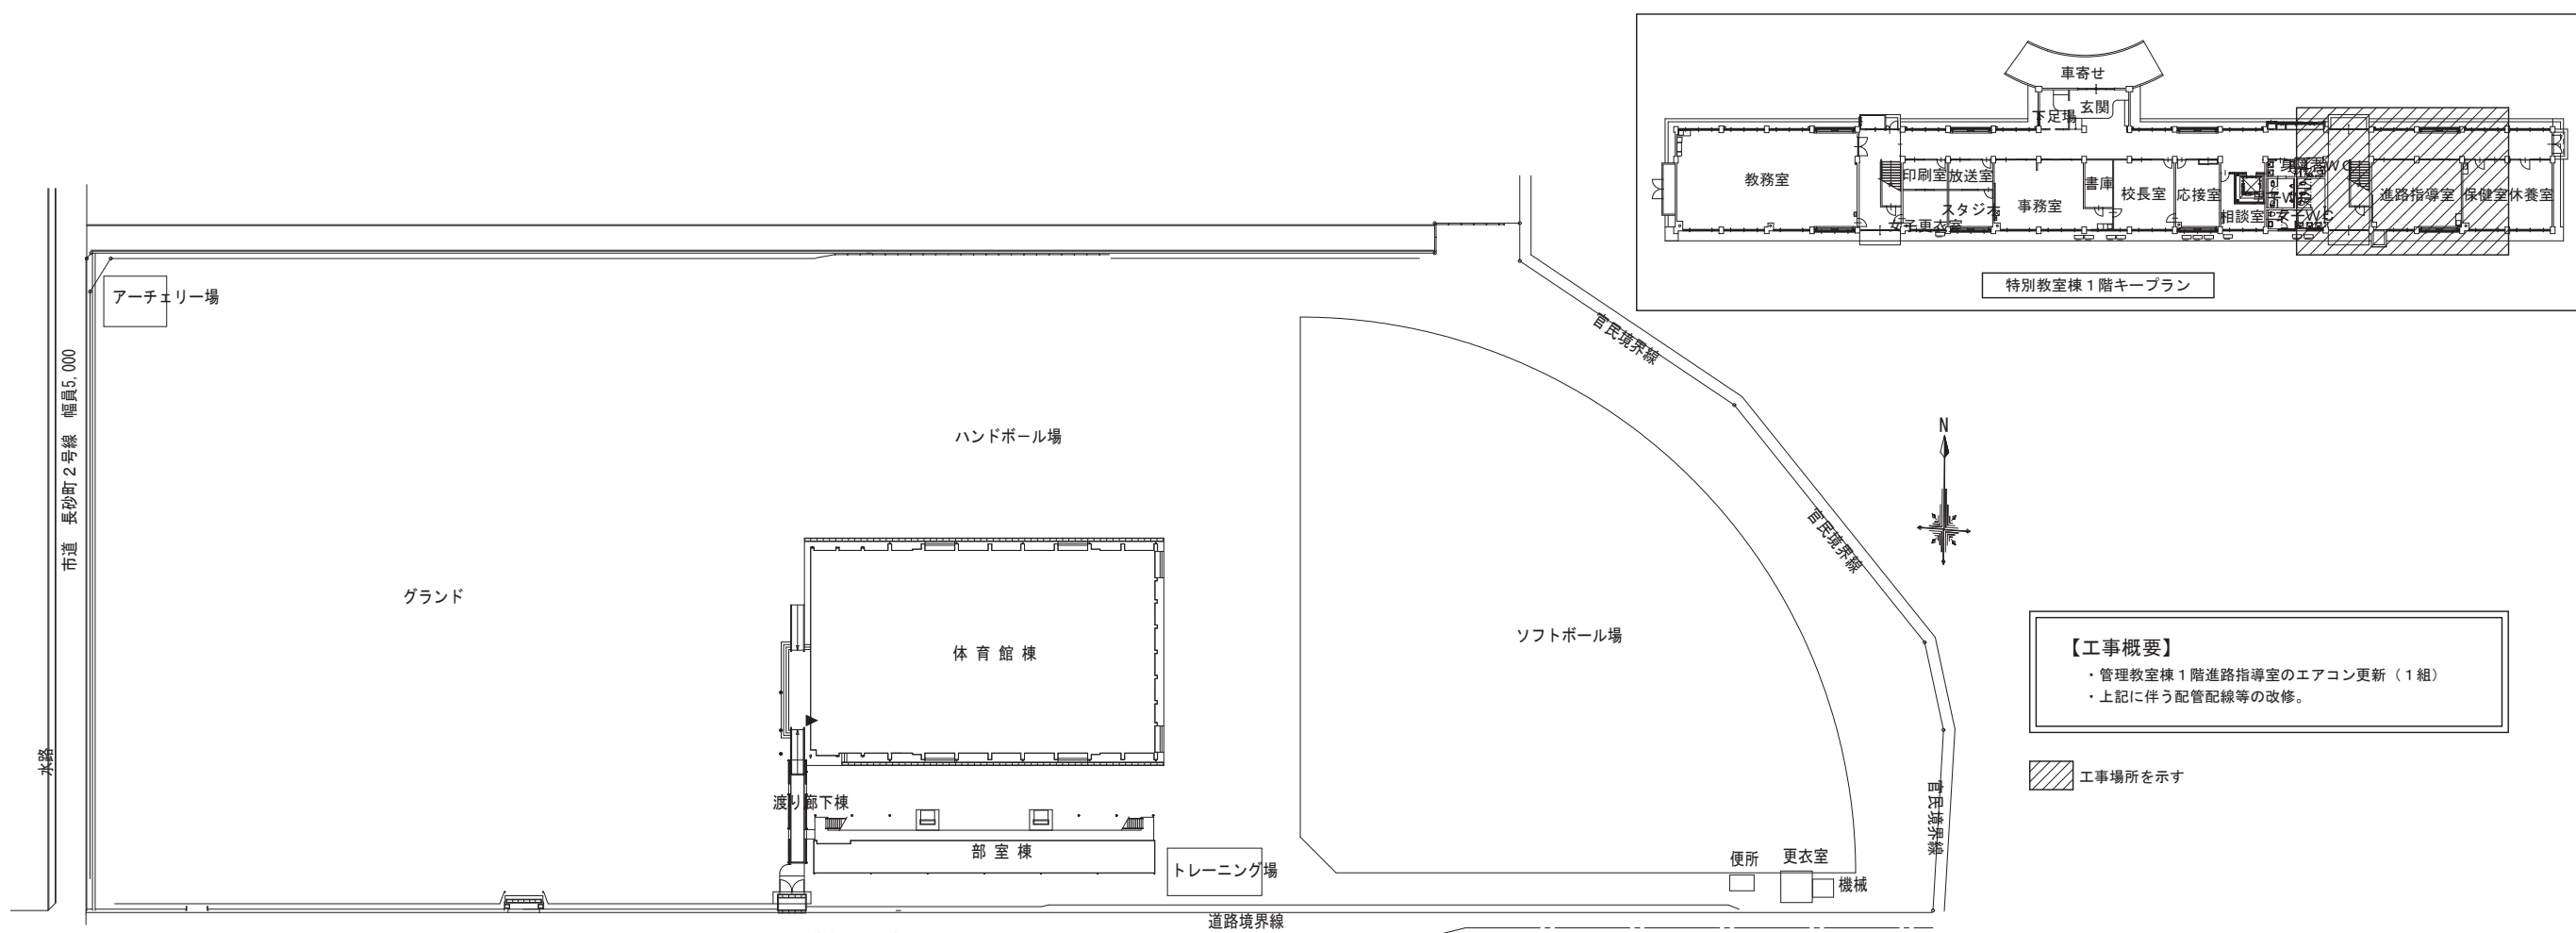 車寄せ
玄関
下足場
教務室
印刷室
放送室
スタジオ
女子更衣室
事務室
書庫
校長室
応接室
相談室
女子WC
進路指導室
保健室
休養室
特別教室棟１階キープラン
アーチェリー場
市道　長砂町２号線　幅員5,000
水路
官民境界線
官民境界線
官民境界線
ハンドボール場
グランド
体 育 館 棟
ソフトボール場
N
【工事概要】
・管理教室棟１階進路指導室のエアコン更新（１組）
・上記に伴う配管配線等の改修。
工事場所を示す
渡り廊下棟
部 室 棟
トレーニング場
便所
更衣室
機械
道路境界線